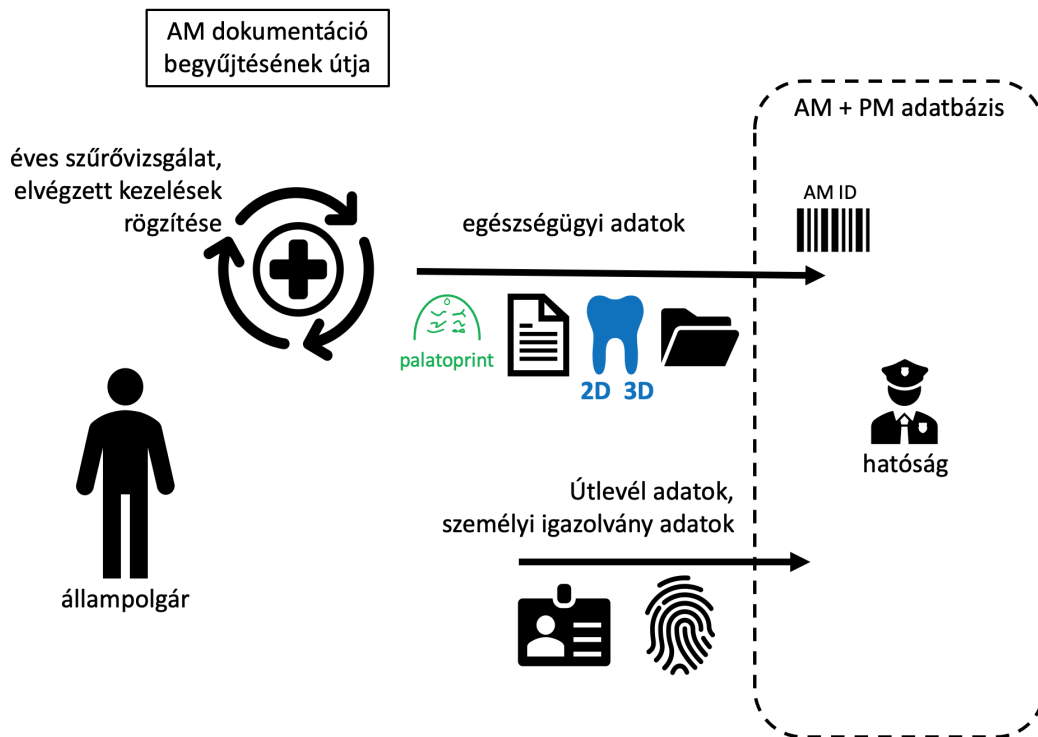 AM dokumentáció
begyűjtésének útja
AM + PM adatbázis
éves szűrővizsgálat,
elvégzett kezelések
rögzítése
AM ID
egészségügyi adatok
palatoprint
2D 3D
hatóság
Útlevél adatok,
személyi igazolvány adatok
állampolgár